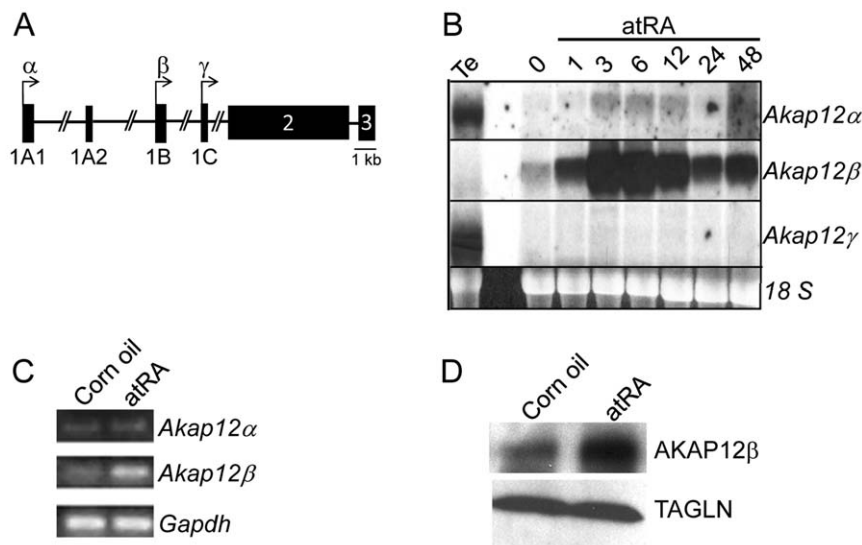 A
α
β
γ
2
3
1A1
1A2
1B
1C
1 kb
B
atRA
Te
0
1
3
6
12
24
48
Akap12α
Akap12β
Akap12γ
18 S
C
Corn oil
atRA
Akap12α
Akap12β
Gapdh
D
Corn oil
atRA
AKAP12β
TAGLN